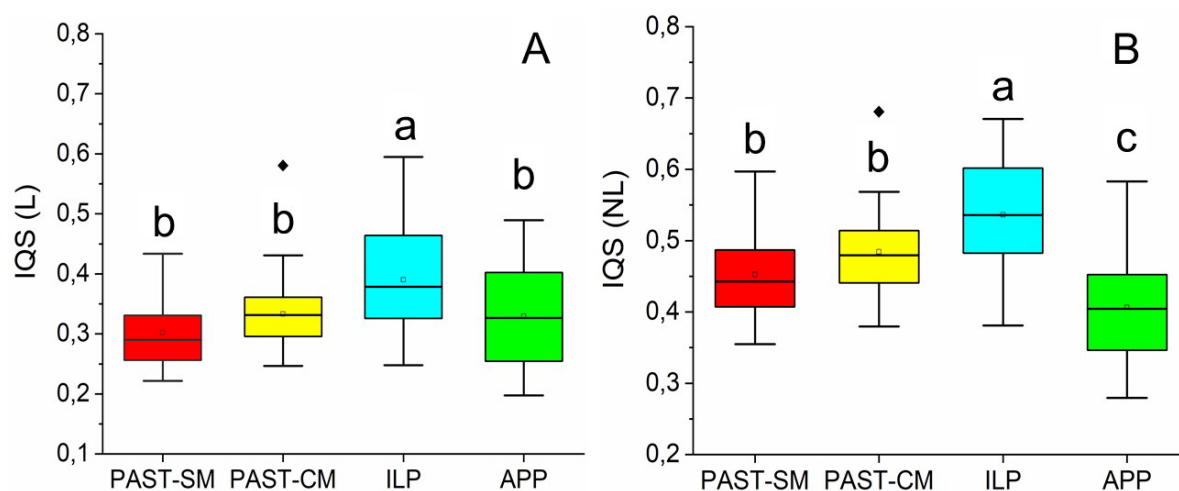 A
IQS (L)
0,8
0,7
0,6
0,5
0,4
0,3
0,2
0,1
b
b
a
b
PAST-SM PAST-CM ILP APP
B
IQS (NL)
0,8
0,7
0,6
0,5
0,4
0,3
0,2
b
b
a
c
PAST-SM PAST-CM ILP APP